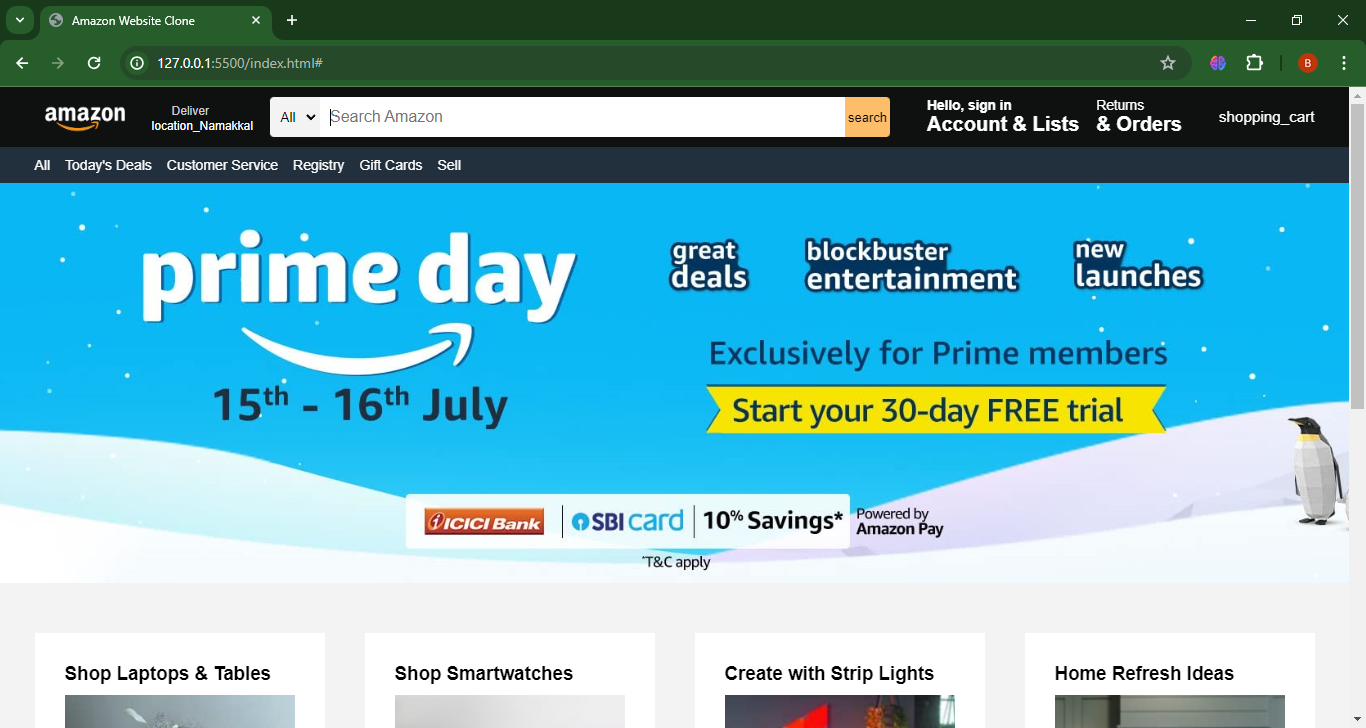 Amazon Website Clone
127.0.0.1:5500/index.html#
B
amazon
Deliver
location_Namakkal
All
Search Amazon
search
Hello, sign in
Account & Lists
Returns
& Orders
shopping_cart
All Today's Deals Customer Service Registry Gift Cards Sell
prime day
15th - 16th July
great
deals
blockbuster
entertainment
new
launches
Exclusively for Prime members
Start your 30-day FREE trial
ICICI Bank
SBI card
10% Savings*
Powered by
Amazon Pay
*T&C apply
Shop Laptops & Tables
Shop Smartwatches
Create with Strip Lights
Home Refresh Ideas